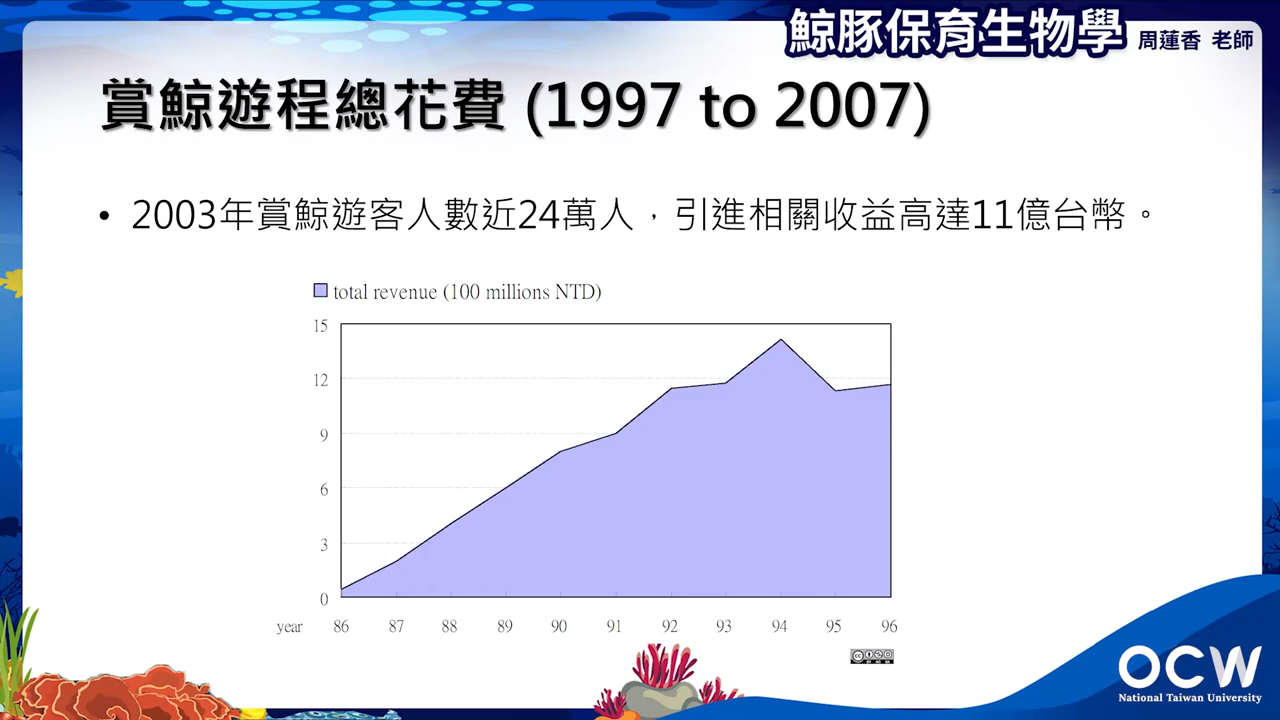 鯨豚保育生物學 周蓮香 老師
賞鯨遊程總花費 (1997 to 2007)
• 2003年賞鯨遊客人數近24萬人，引進相關收益高達11億台幣。
total revenue (100 millions NTD)
15
12
9
6
3
0
year 86 87 88 89 90 91 92 93 94 95 96
OCW
National Taiwan University